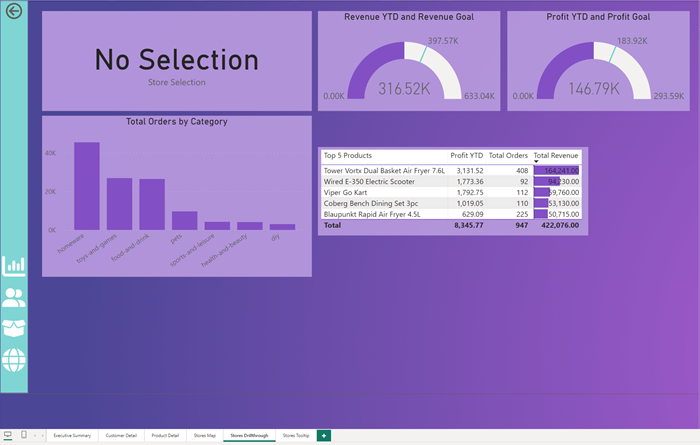 No Selection
Store Selection
Revenue YTD and Revenue Goal
397.57K
316.52K
0.00K
633.04K
Profit YTD and Profit Goal
183.92K
146.79K
0.00K
293.59K
Total Orders by Category
40K
20K
0K
homeware
toys-and-games
food-and-drink
pets
sports-and-leisure
health-and-beauty
diy
Top 5 Products Profit YTD Total Orders Total Revenue
Tower Vortx Dual Basket Air Fryer 7.6L 3,131.52 408 164,241.00
Wired E-350 Electric Scooter 1,773.36 92 94,230.00
Viper Go Kart 1,792.75 112 59,760.00
Coberg Bench Dining Set 3pc 1,019.05 110 53,130.00
Blaupunkt Rapid Air Fryer 4.5L 629.09 225 50,715.00
Total 8,345.77 947 422,076.00
Executive Summary Customer Detail Product Detail Stores Map Stores Drillthrough Stores Tooltip +